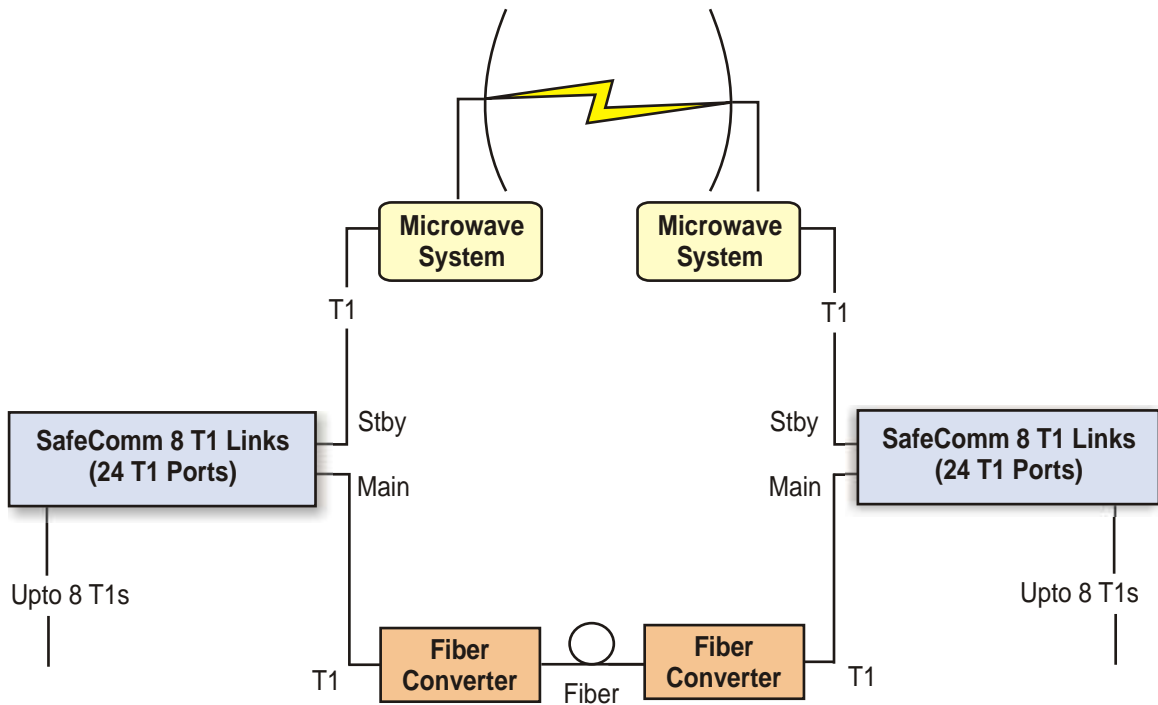 Microwave
System
Microwave
System
T1
T1
Stby
Stby
SafeComm 8 T1 Links
(24 T1 Ports)
SafeComm 8 T1 Links
(24 T1 Ports)
Main
Main
Upto 8 T1s
Upto 8 T1s
Fiber
Converter
Fiber
Converter
T1
Fiber
T1